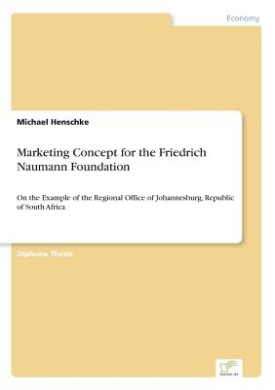 Economy
Michael Henschke
Marketing Concept for the Friedrich
Naumann Foundation
On the Example of the Regional Office of Johannesburg, Republic
of South Africa
Diploma Thesis